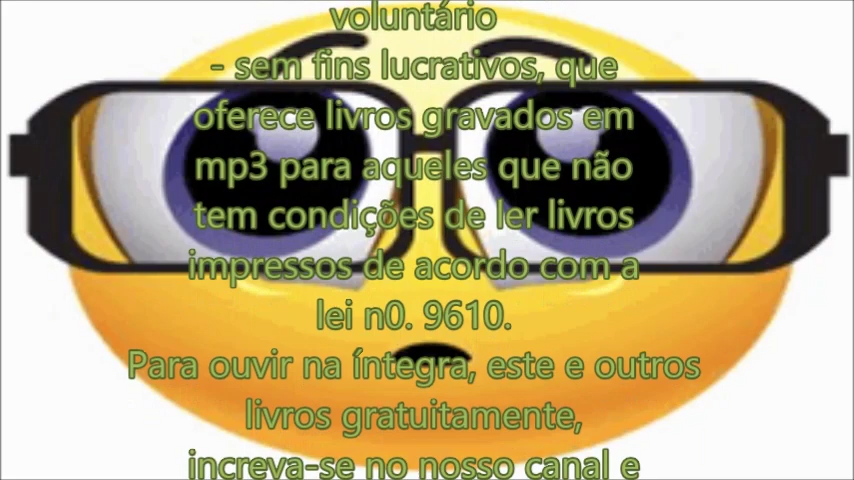 voluntário
- sem fins lucrativos, que
oferece livros gravados em
mp3 para aqueles que não
tem condições de ler livros
impressos de acordo com a
lei n0. 9610.
Para ouvir na íntegra, este e outros
livros gratuitamente,
increva-se no nosso canal e